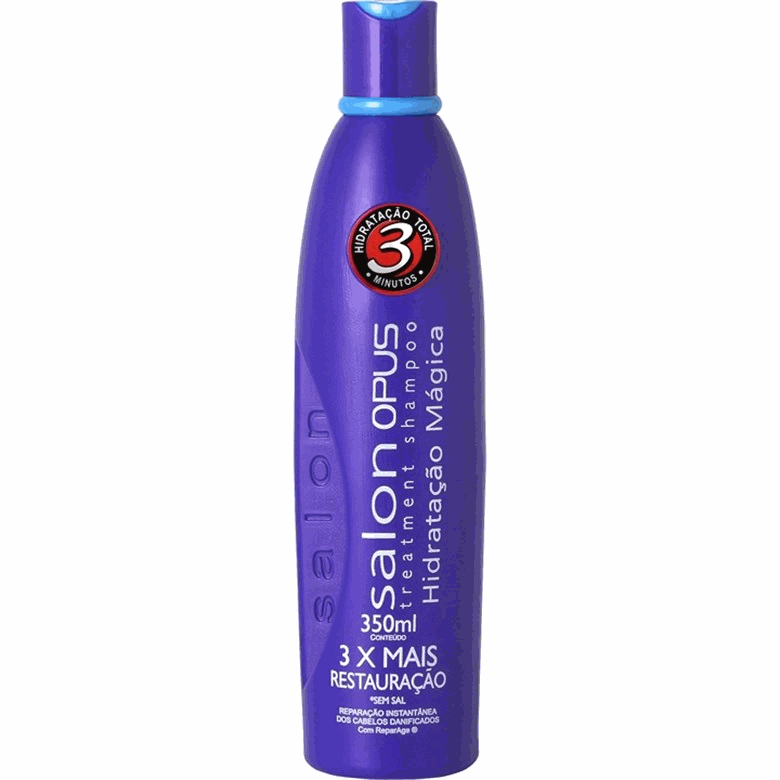 HIDRATAÇÃO TOTAL
3
• MINUTOS •
salon OPUS
treatment shampoo
Hidratação Mágica
salon
350ml
CONTEÚDO
3 X MAIS
RESTAURAÇÃO
*SEM SAL
REPARAÇÃO INSTANTÂNEA
DOS CABELOS DANIFICADOS
Com ReparAge ®